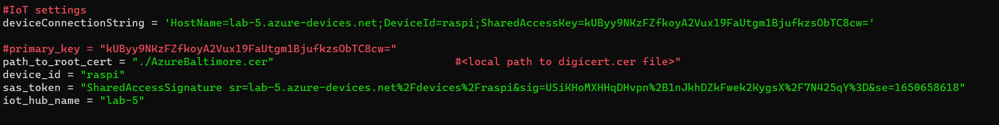 #IoT settings
deviceConnectionString = 'HostName=lab-5.azure-devices.net;DeviceId=raspi;SharedAccessKey=kUByy9NKzFZfkoyA2Vux19FaUtgm1BjufkzsObTC8cw='
#primary_key = "kUByy9NKzFZfkoyA2Vux19FaUtgm1BjufkzsObTC8cw="
path_to_root_cert = "./AzureBaltimore.cer" #<local path to digicert.cer file>"
device_id = "raspi"
sas_token = "SharedAccessSignature sr=lab-5.azure-devices.net%2Fdevices%2Fraspi&sig=USiKHoMXHHqDHvpn%2B1nJkhDZkFwek2KygsX%2F7N425qY%3D&se=1650658618"
iot_hub_name = "lab-5"